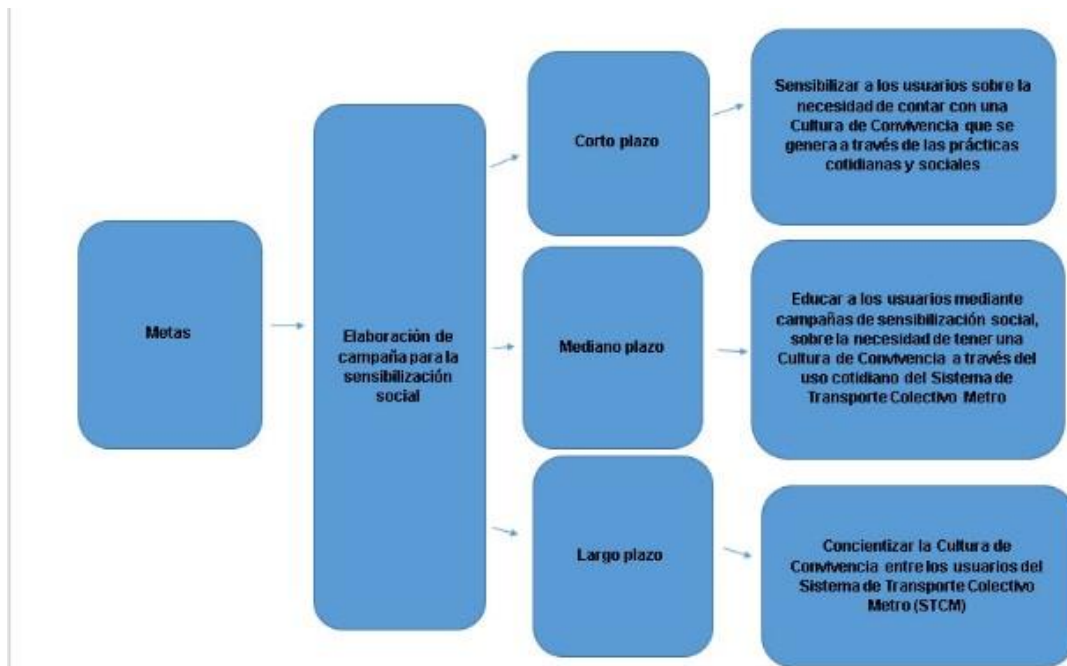 Metas
Elaboración de
campaña para la
sensibilización
social
Corto plazo
Sensibilizar a los usuarios sobre la
necesidad de contar con una
Cultura de Convivencia que se
genera a través de las prácticas
cotidianas y sociales
Mediano plazo
Educar a los usuarios mediante
campañas de sensibilización social,
sobre la necesidad de tener una
Cultura de Convivencia a través del
uso cotidiano del Sistema de
Transporte Colectivo Metro
Largo plazo
Concientizar la Cultura de
Convivencia entre los usuarios del
Sistema de Transporte Colectivo
Metro (STCM)